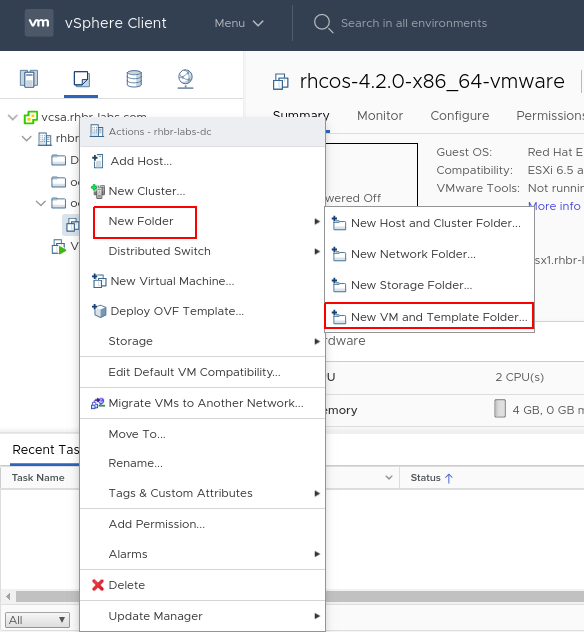 vm vSphere Client Menu Search in all environments
vcsa.rhbr-labs.com
rhbr
D
oc
oc
V
rhcos-4.2.0-x86_64-vmware
Summary Monitor Configure Permissions
Guest OS: Red Hat E
Compatibility: ESXi 6.5 a
VMware Tools: Not runnin
More info
wered Off
Actions - rhbr-labs-dc
Add Host...
New Cluster...
New Folder
Distributed Switch
New Virtual Machine...
Deploy OVF Template...
Storage
Edit Default VM Compatibility...
Migrate VMs to Another Network...
Move To...
Rename...
Tags & Custom Attributes
Add Permission...
Alarms
Delete
Update Manager
New Host and Cluster Folder...
New Network Folder...
New Storage Folder...
New VM and Template Folder...
sx1.rhbr-l
rdware
U 2 CPU(s)
mory 4 GB, 0 GB m
Recent Tas
Task Name Status
All